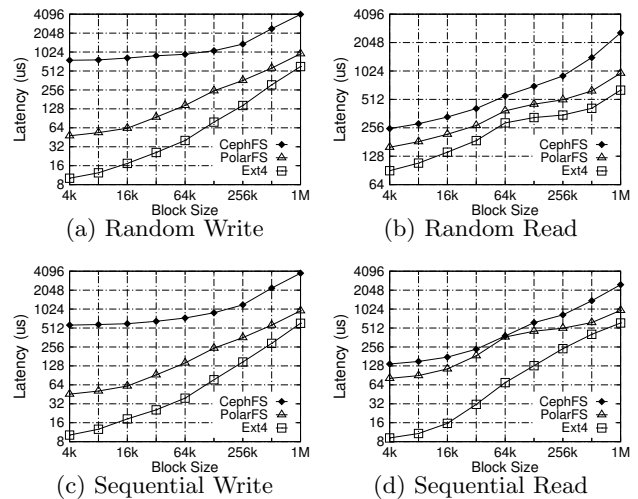 4096
2048
1024
512
256
128
64
32
16
8
Latency (us)
CephFS
PolarFS
Ext4
4k 16k 64k 256k 1M
Block Size
(a) Random Write
4096
2048
1024
512
256
128
64
Latency (us)
CephFS
PolarFS
Ext4
4k 16k 64k 256k 1M
Block Size
(b) Random Read
4096
2048
1024
512
256
128
64
32
16
8
Latency (us)
CephFS
PolarFS
Ext4
4k 16k 64k 256k 1M
Block Size
(c) Sequential Write
4096
2048
1024
512
256
128
64
32
16
8
Latency (us)
CephFS
PolarFS
Ext4
4k 16k 64k 256k 1M
Block Size
(d) Sequential Read